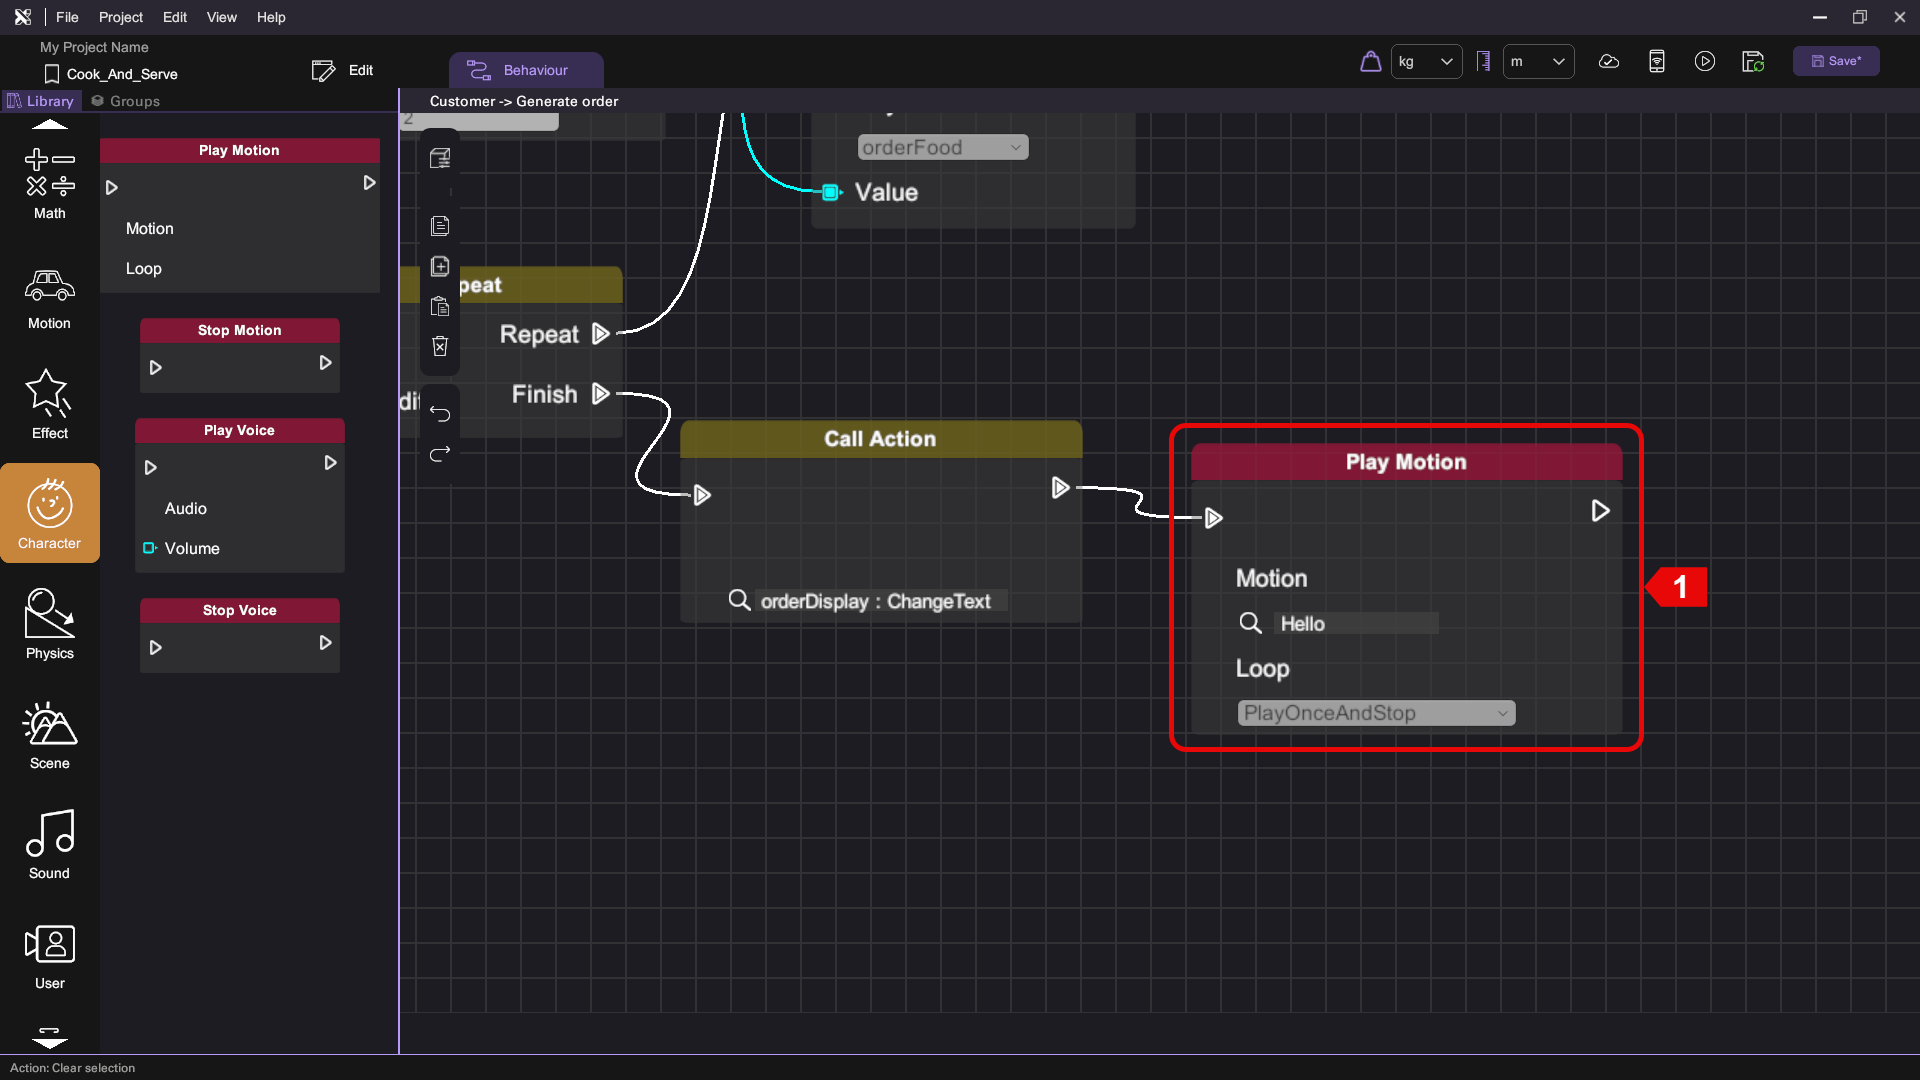 File Project Edit View Help
My Project Name
Cook_And_Serve
Edit
Behaviour
kg
m
Save*
Library
Groups
Customer -> Generate order
Math
Motion
Effect
Character
Physics
Scene
Sound
User
Play Motion
Motion
Loop
Stop Motion
Play Voice
Audio
Volume
Stop Voice
2
orderFood
Value
peat
Repeat
Finish
Call Action
orderDisplay : ChangeText
Play Motion
Motion
Hello
Loop
PlayOnceAndStop
1
Action: Clear selection